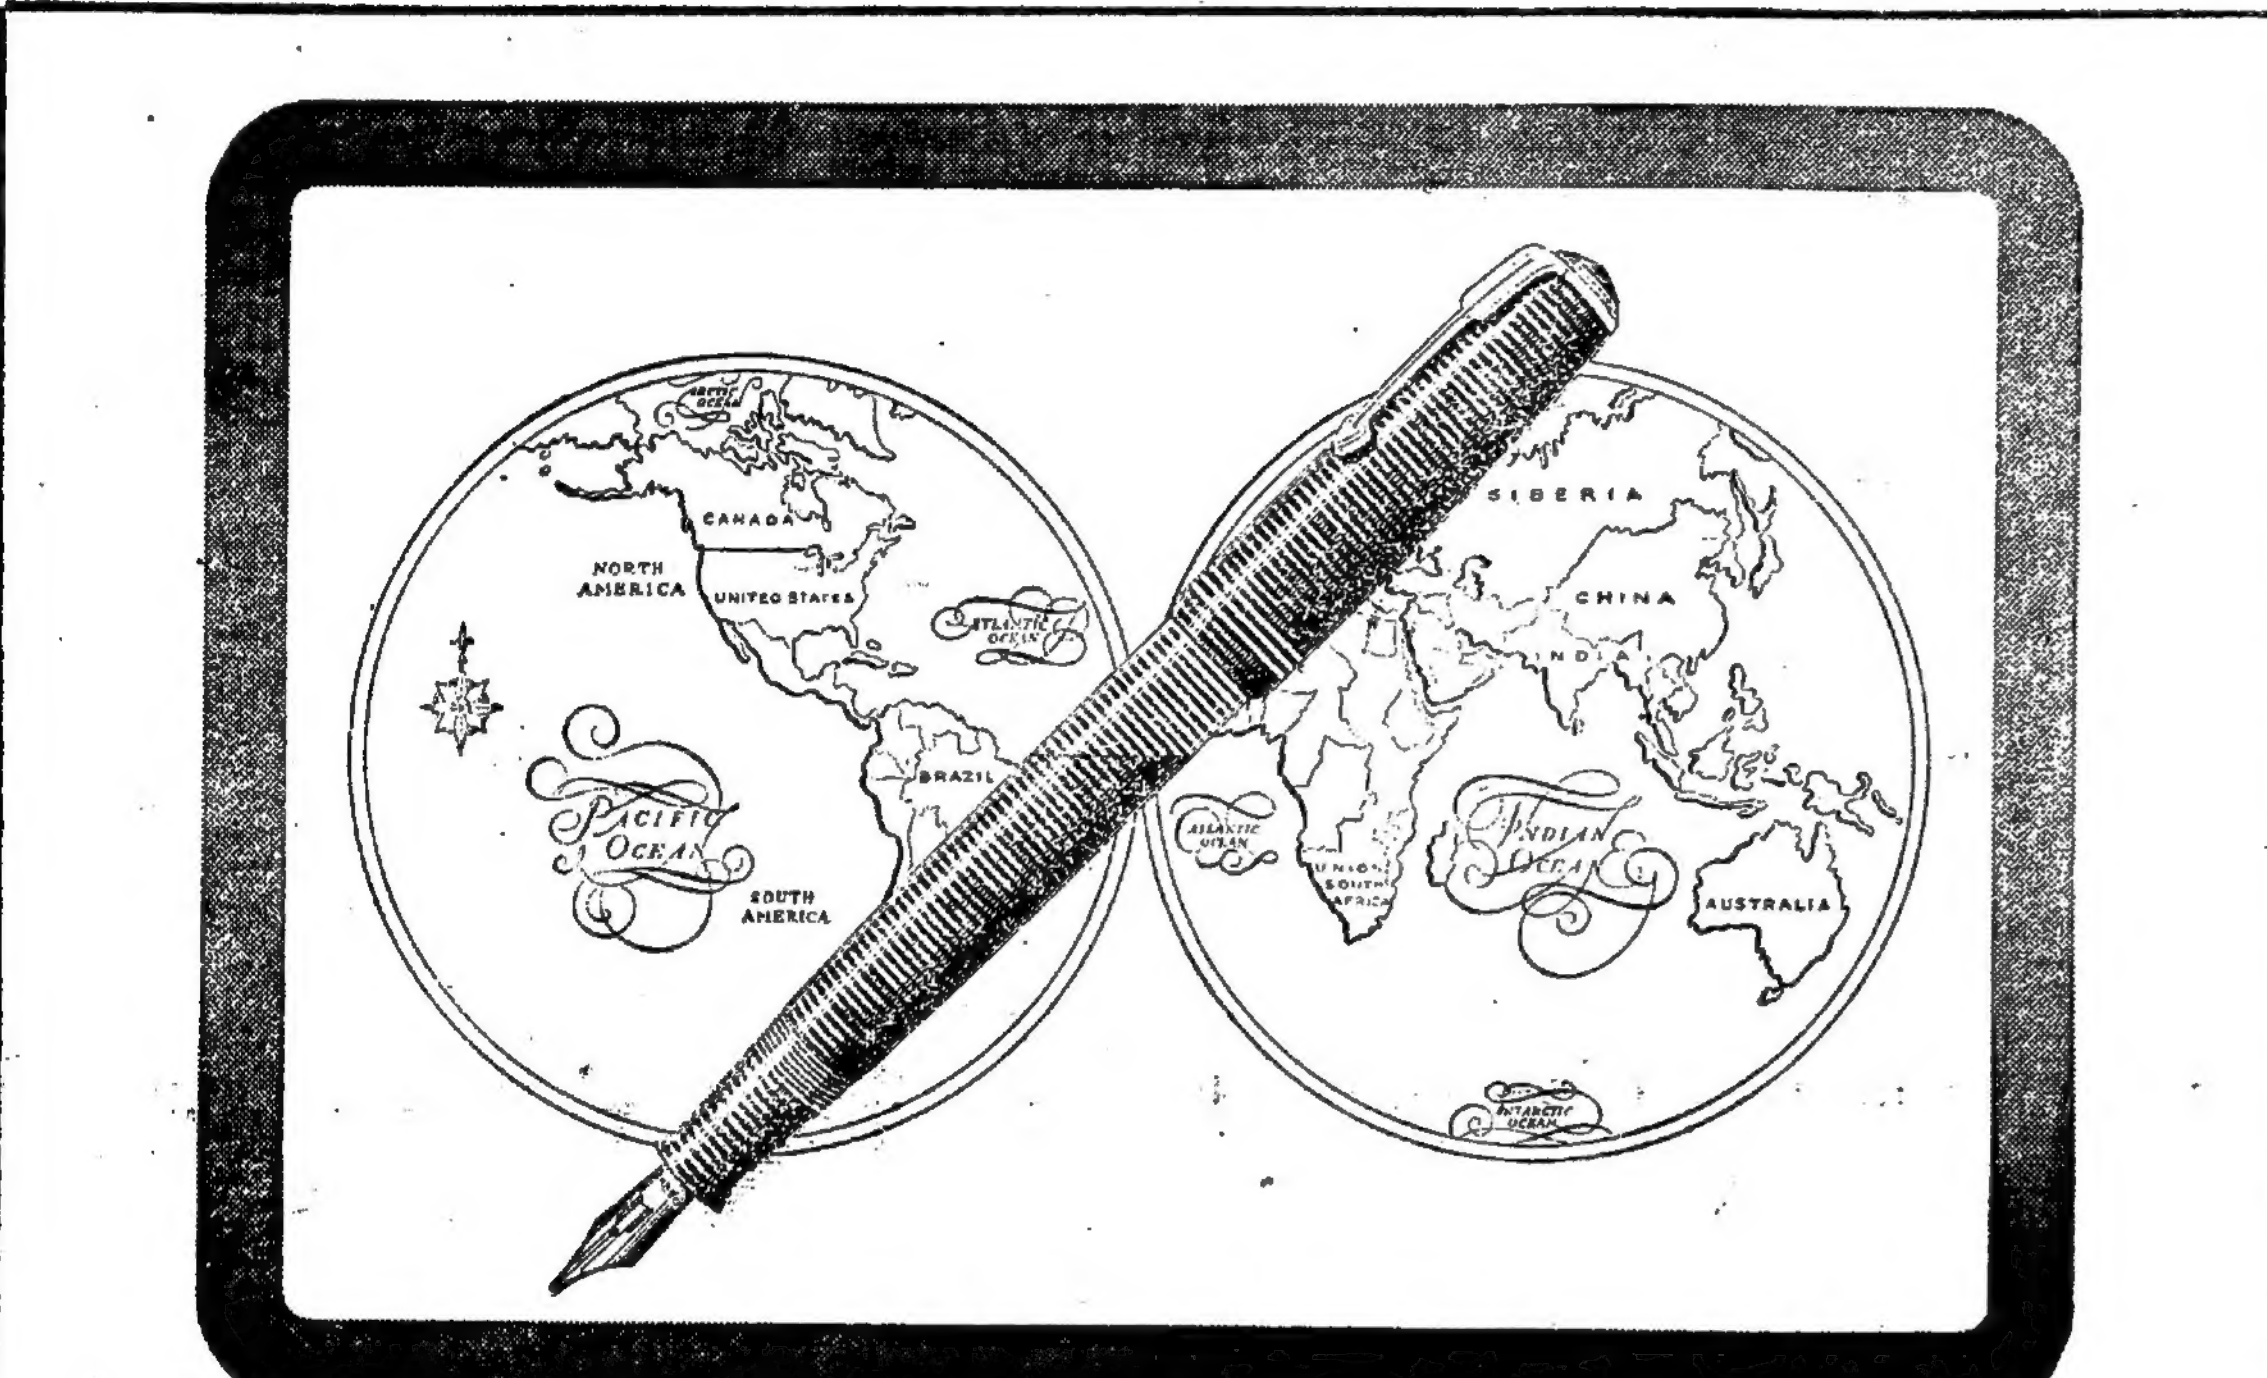 ARCTIC
OCEAN
CANADA
NORTH
AMERICA
UNITED STATES
ATLANTIC
OCEAN
BRAZIL
PACIFIC
OCEAN
SOUTH
AMERICA
SIBERIA
CHINA
INDIA
ATLANTIC
OCEAN
INDIAN
OCEAN
UNION
SOUTH
AFRICA
AUSTRALIA
ANTARCTIC
OCEAN